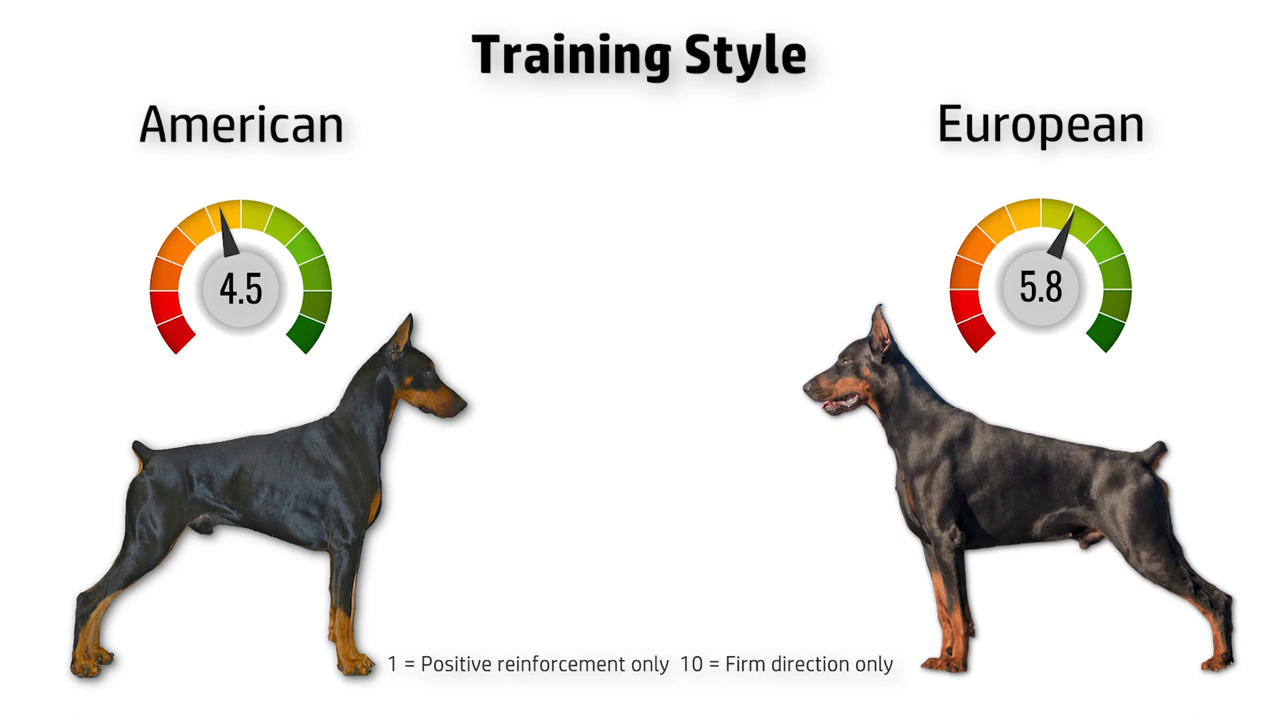 Training Style
American
European
4.5
5.8
1 = Positive reinforcement only  10 = Firm direction only